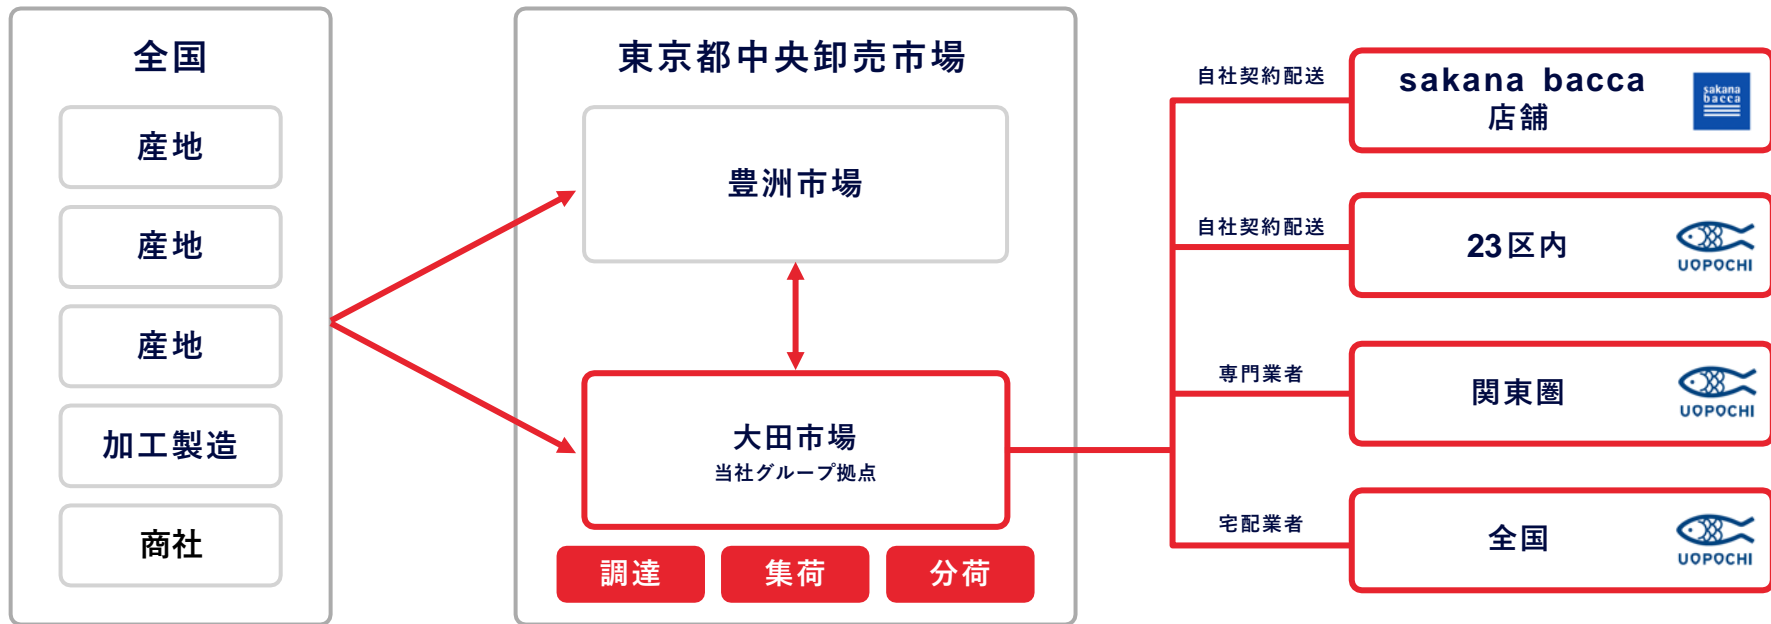 全国
産地
産地
産地
加工製造
商社
東京都中央卸売市場
豊洲市場
大田市場
当社グループ拠点
調達
集荷
分荷
自社契約配送
sakana bacca
店舗
sakana
bacca
自社契約配送
23区内
UOPOCHI
専門業者
関東圏
UOPOCHI
宅配業者
全国
UOPOCHI